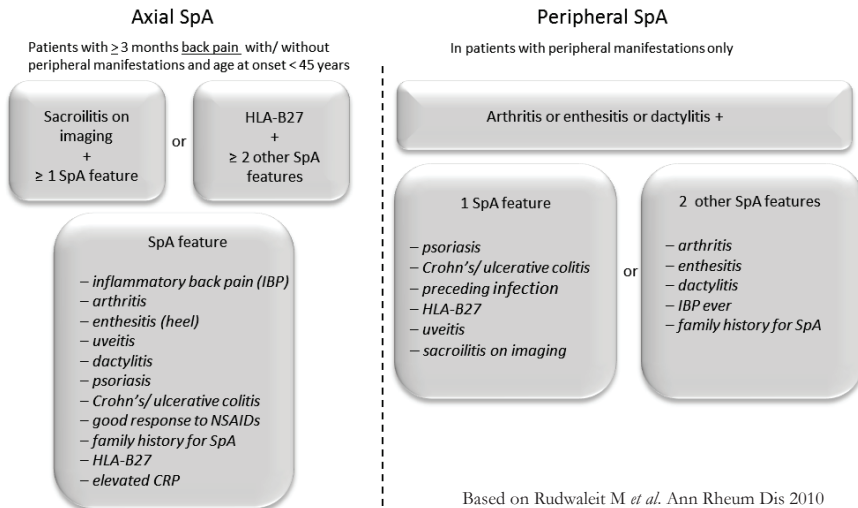 Axial SpA
Patients with ≥ 3 months back pain with/ without
peripheral manifestations and age at onset < 45 years
Sacroilitis on
imaging
+
≥ 1 SpA feature
or
HLA-B27
+
≥ 2 other SpA
features
SpA feature
– inflammatory back pain (IBP)
– arthritis
– enthesitis (heel)
– uveitis
– dactylitis
– psoriasis
– Crohn's/ ulcerative colitis
– good response to NSAIDs
– family history for SpA
– HLA-B27
– elevated CRP
Peripheral SpA
In patients with peripheral manifestations only
Arthritis or enthesitis or dactylitis +
1 SpA feature
– psoriasis
– Crohn's/ ulcerative colitis
– preceding infection
– HLA-B27
– uveitis
– sacroilitis on imaging
or
2 other SpA features
– arthritis
– enthesitis
– dactylitis
– IBP ever
– family history for SpA
Based on Rudwaleit M et al. Ann Rheum Dis 2010